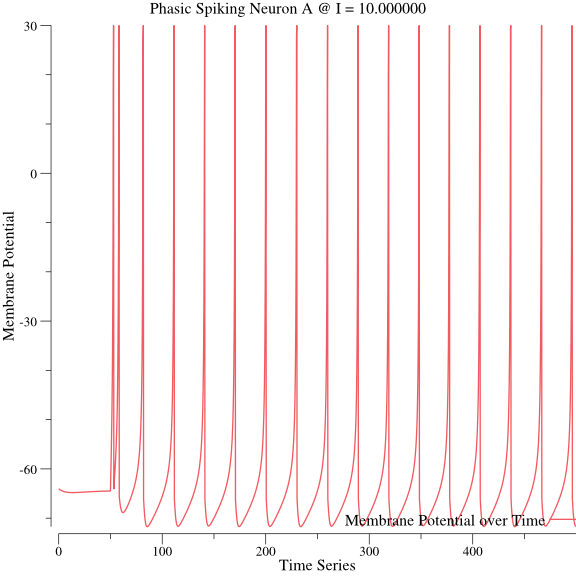 Phasic Spiking Neuron A @ I = 10.000000
30
0
-30
-60
Membrane Potential
Membrane Potential over Time
0
100
200
300
400
Time Series